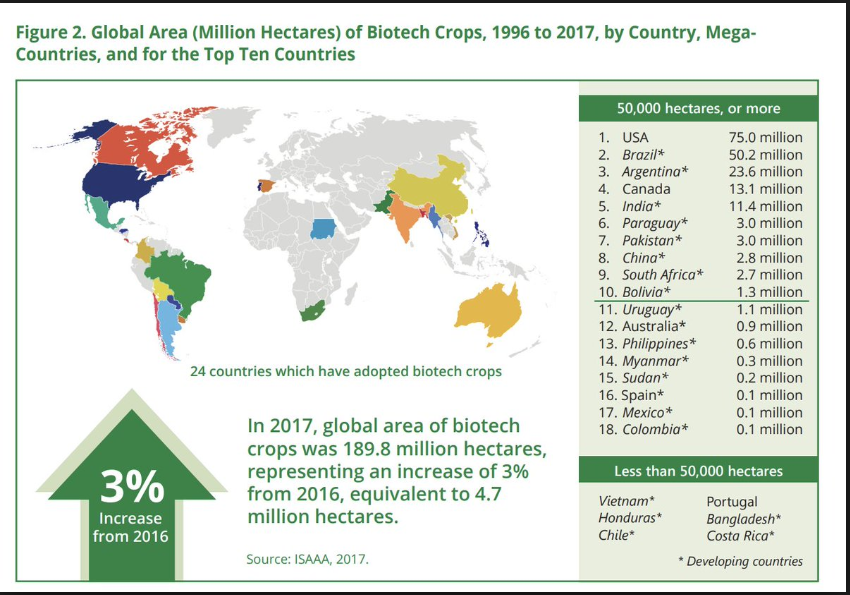 Figure 2. Global Area (Million Hectares) of Biotech Crops, 1996 to 2017, by Country, Mega-
Countries, and for the Top Ten Countries
24 countries which have adopted biotech crops
3%
Increase
from 2016
In 2017, global area of biotech
crops was 189.8 million hectares,
representing an increase of 3%
from 2016, equivalent to 4.7
million hectares.
Source: ISAAA, 2017.
50,000 hectares, or more
1. USA 75.0 million
2. Brazil* 50.2 million
3. Argentina* 23.6 million
4. Canada 13.1 million
5. India* 11.4 million
6. Paraguay* 3.0 million
7. Pakistan* 3.0 million
8. China* 2.8 million
9. South Africa* 2.7 million
10. Bolivia* 1.3 million
11. Uruguay* 1.1 million
12. Australia* 0.9 million
13. Philippines* 0.6 million
14. Myanmar* 0.3 million
15. Sudan* 0.2 million
16. Spain* 0.1 million
17. Mexico* 0.1 million
18. Colombia* 0.1 million
Less than 50,000 hectares
Vietnam* Portugal
Honduras* Bangladesh*
Chile* Costa Rica*
* Developing countries